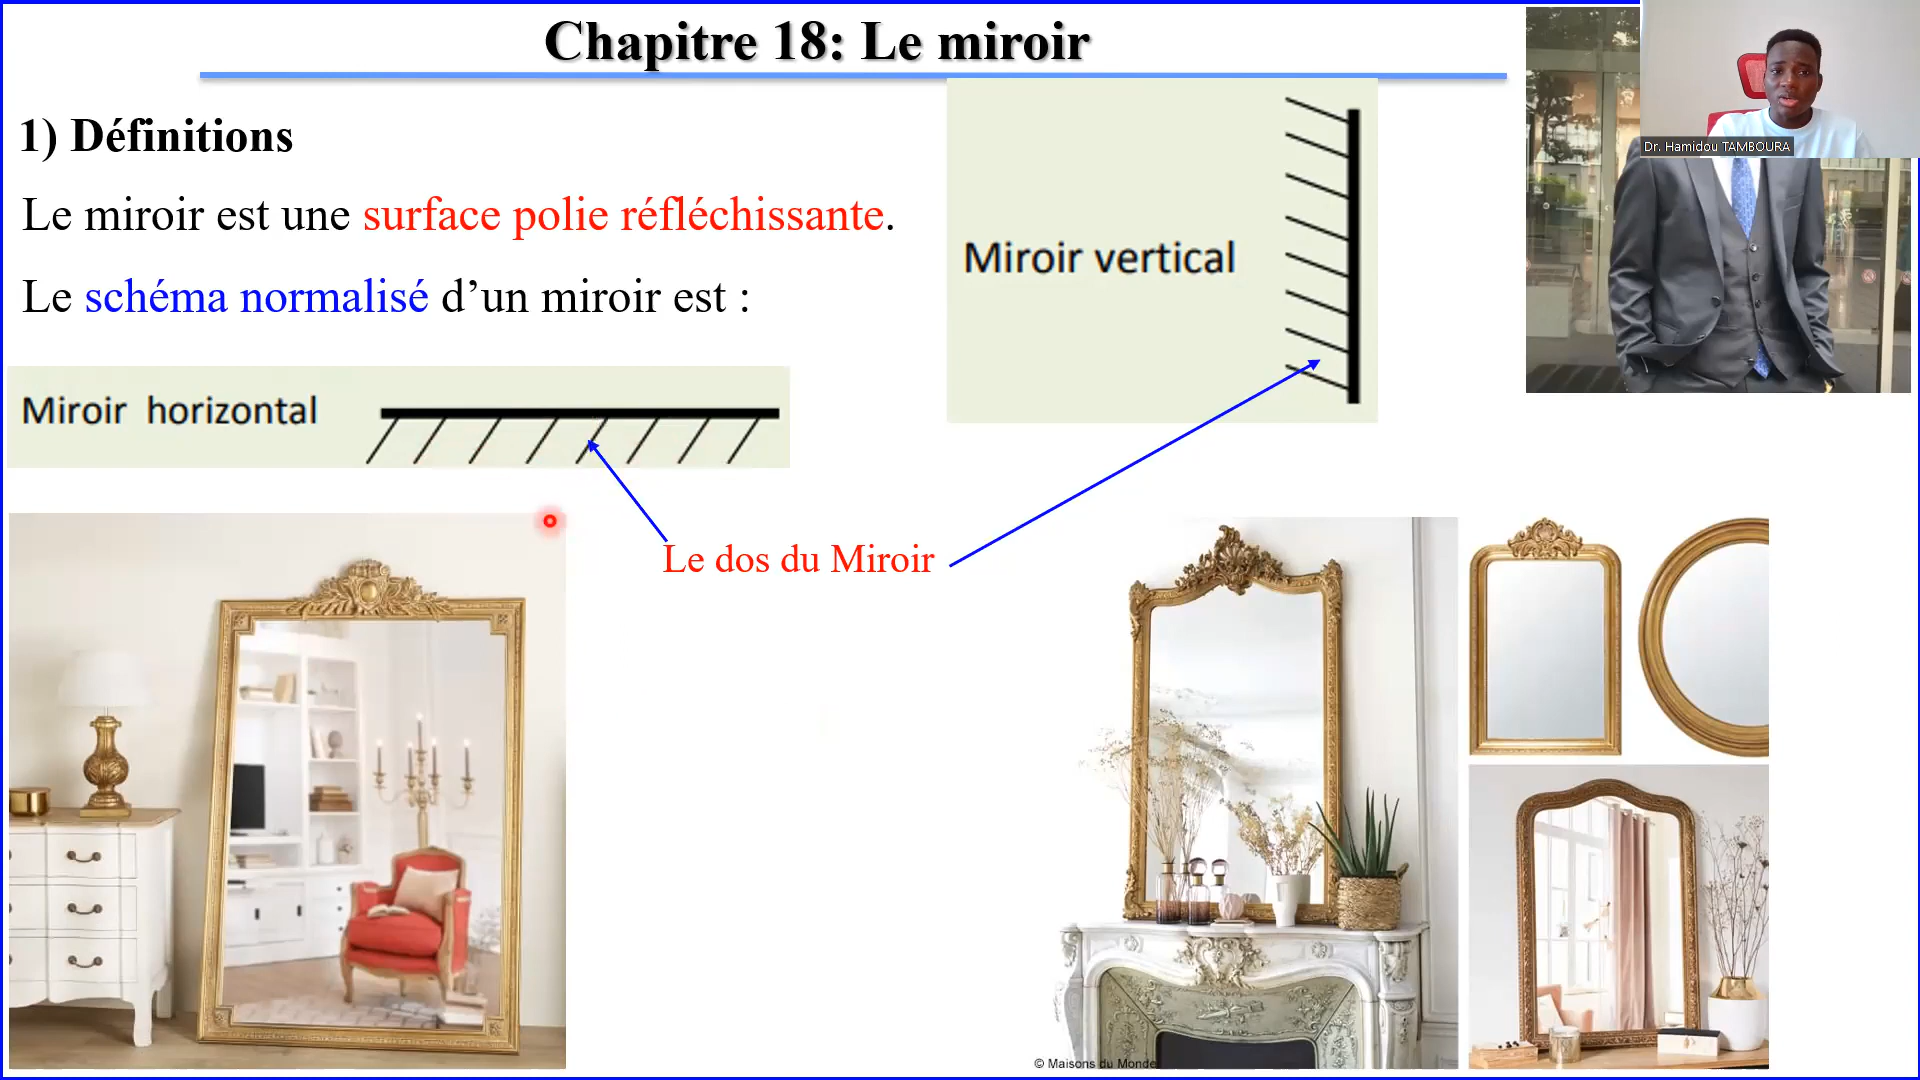 Chapitre 18: Le miroir
1) Définitions
Le miroir est une surface polie réfléchissante.
Le schéma normalisé d’un miroir est :
Miroir horizontal
Miroir vertical
Le dos du Miroir
Dr. Hamidou TAMBOURA
© Maisons du Monde